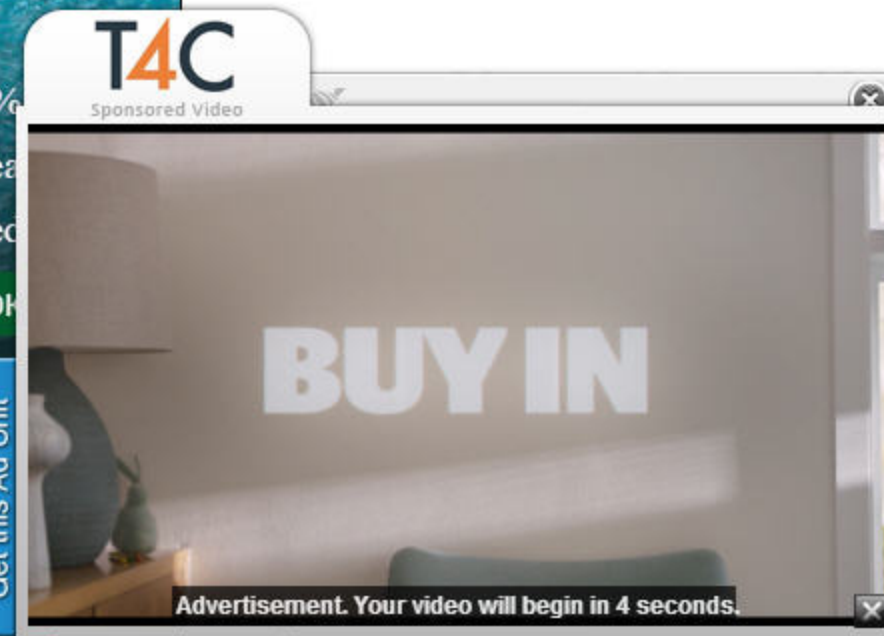 T4C
Sponsored Video
BUY IN
Advertisement. Your video will begin in 4 seconds.
Get this Ad Unit